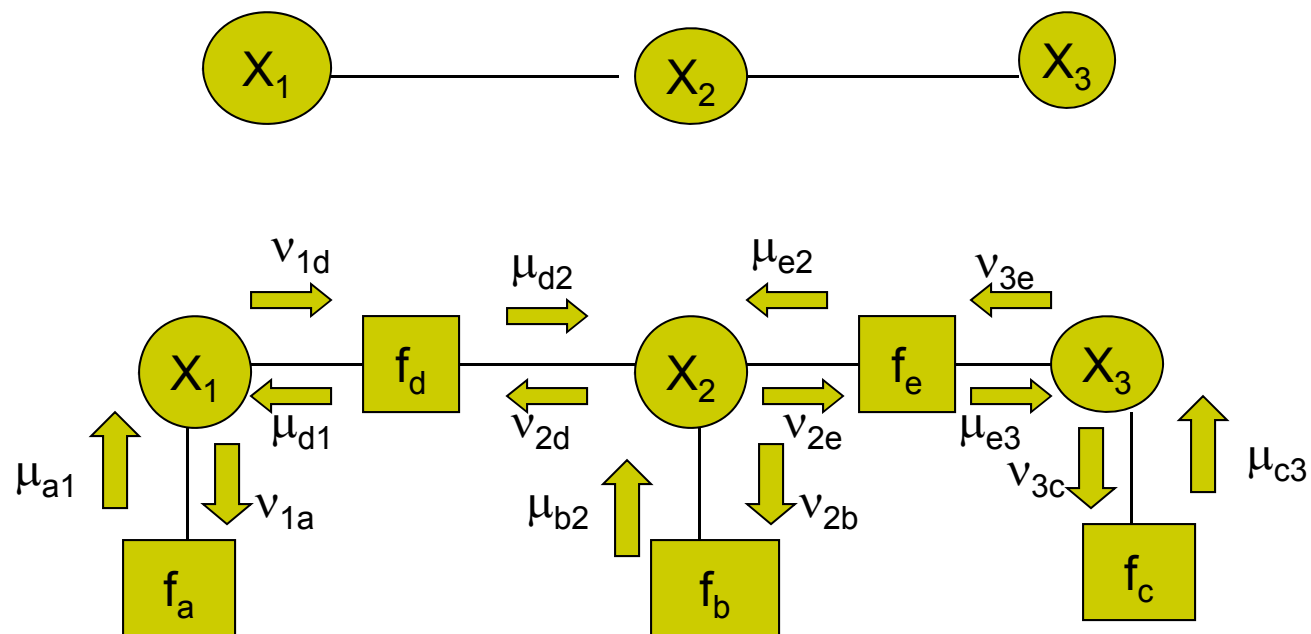 X₁ X₂ X₃
ν₁d μd2 μe2 ν3e
X₁ fd X₂ fe X₃
μd1 ν2d ν2e μe3
μa1 ν1a μb2 ν2b ν3c μc3
fa fb fc